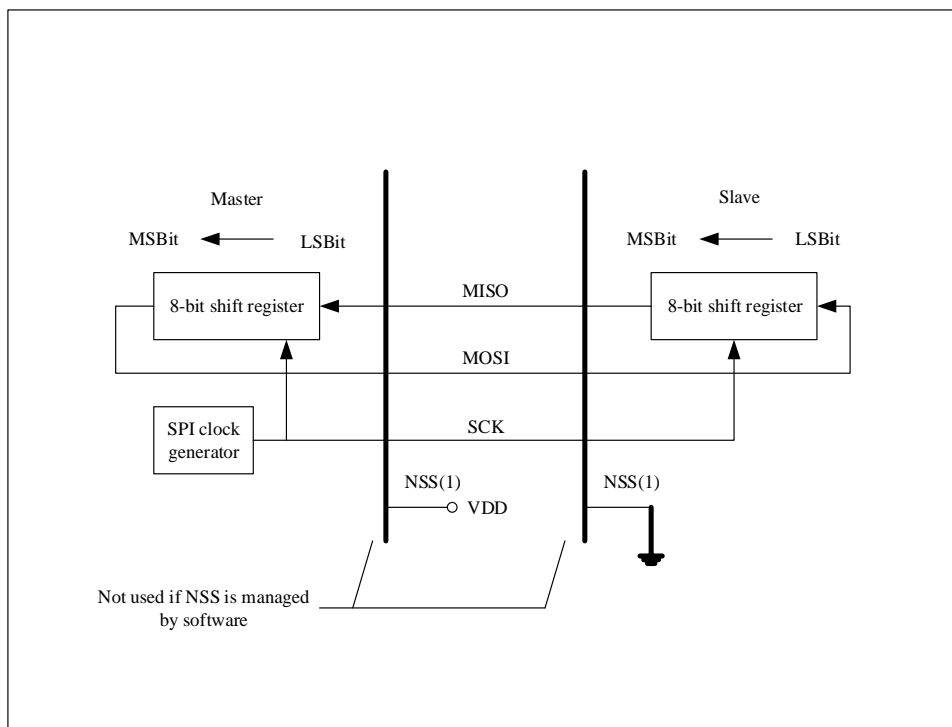 Master
Slave
MSBit
LSBit
MSBit
LSBit
8-bit shift register
MISO
8-bit shift register
MOSI
SPI clock
generator
SCK
NSS(1)
NSS(1)
VDD
Not used if NSS is managed
by software